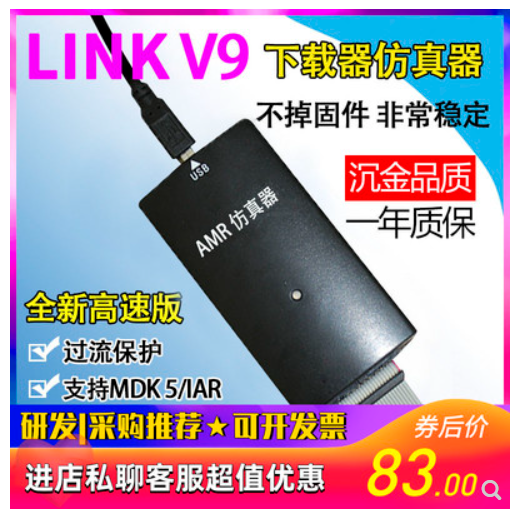 LINK V9
下载器仿真器
不掉固件 非常稳定
USB
AMR 仿真器
沉金品质
一年质保
全新高速版
过流保护
支持MDK 5/IAR
研发|采购推荐★可开发票
券后价
进店私聊客服超值优惠
83.00